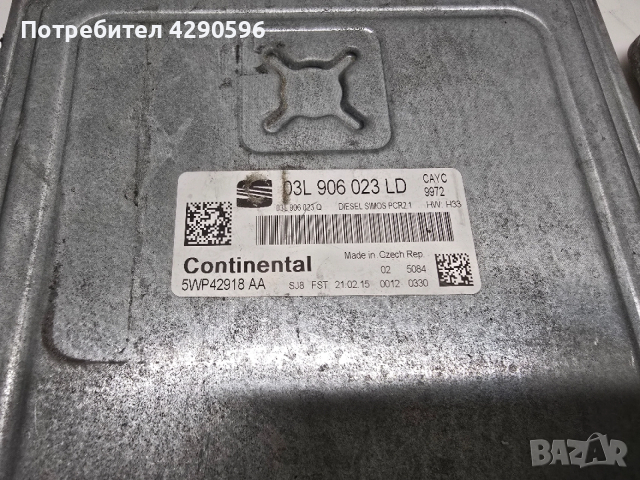 Потребител 4290596
03L 906 023 LD
CAYC
9972
03L 906 023 Q DIESEL SIMOS PCR2.1 HW: H33
Continental
Made in Czech Rep
02 5084
5WP42918 AA SJ8 FST 21.02.15 0012 0330
BAZAR